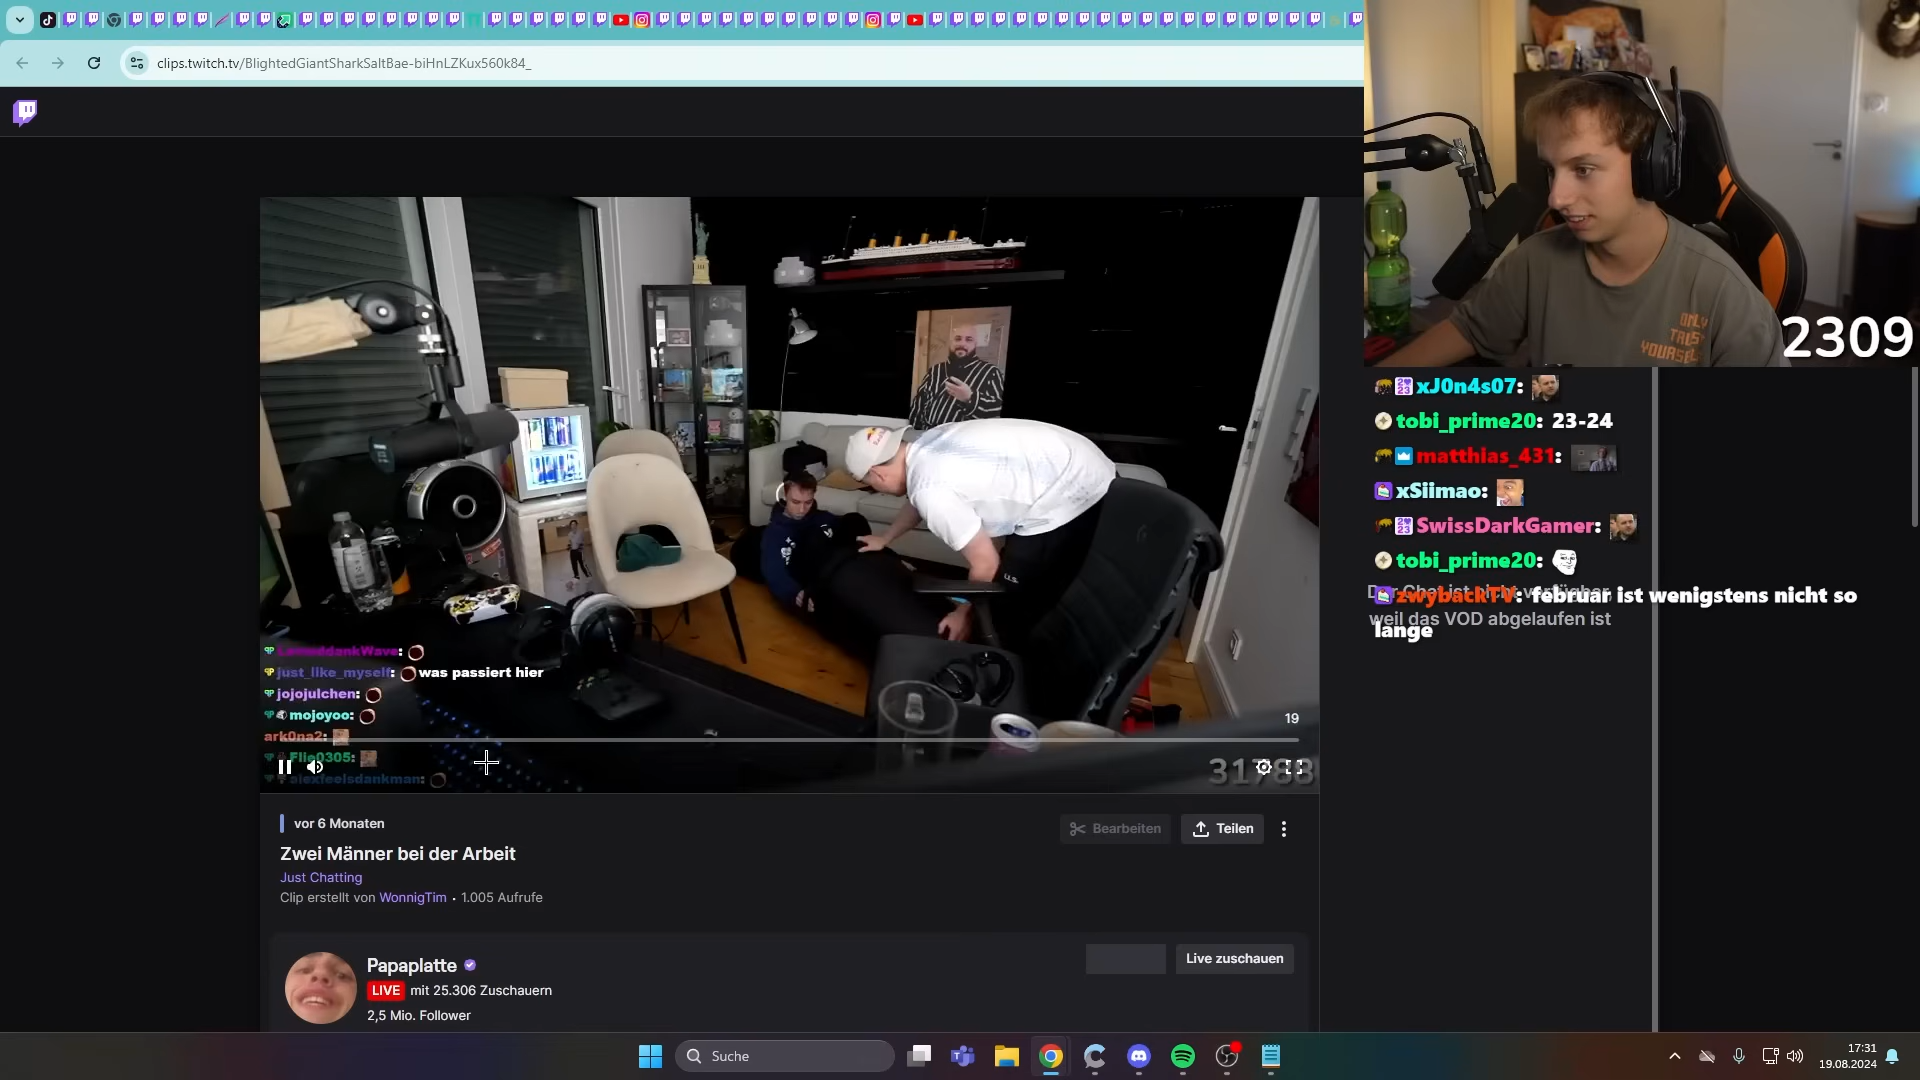 clips.twitch.tv/BlightedGiantSharkSaltBae-biHnLZKux560k84_
ONLY
TRUST
YOURSELF
2309
xJ0n4s07:
tobi_prime20: 23-24
matthias_431:
xSiimao:
SwissDarkGamer:
tobi_prime20:
zwybackTV: februar ist wenigstens nicht so
lange
weil das VOD abgelaufen ist
U.S.
just_like_myself: was passiert hier
jojojulchen:
mojoyoo:
ark0na2:
Flip0305:
alexfeelsdankman:
19
31788
vor 6 Monaten
Bearbeiten
Teilen
Zwei Männer bei der Arbeit
Just Chatting
Clip erstellt von WonnigTim • 1.005 Aufrufe
Papaplatte
LIVE mit 25.306 Zuschauern
2,5 Mio. Follower
Live zuschauen
Suche
17:31
19.08.2024